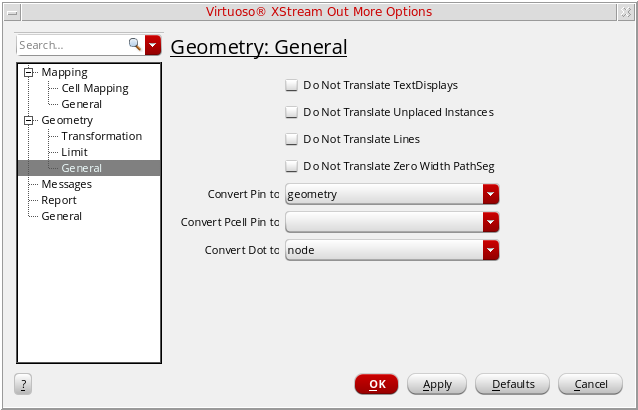 Virtuoso® XStream Out More Options
Search...
Geometry: General
Mapping
Cell Mapping
General
Geometry
Transformation
Limit
General
Messages
Report
General
Do Not Translate TextDisplays
Do Not Translate Unplaced Instances
Do Not Translate Lines
Do Not Translate Zero Width PathSeg
Convert Pin to geometry
Convert Pcell Pin to
Convert Dot to node
? OK Apply Defaults Cancel